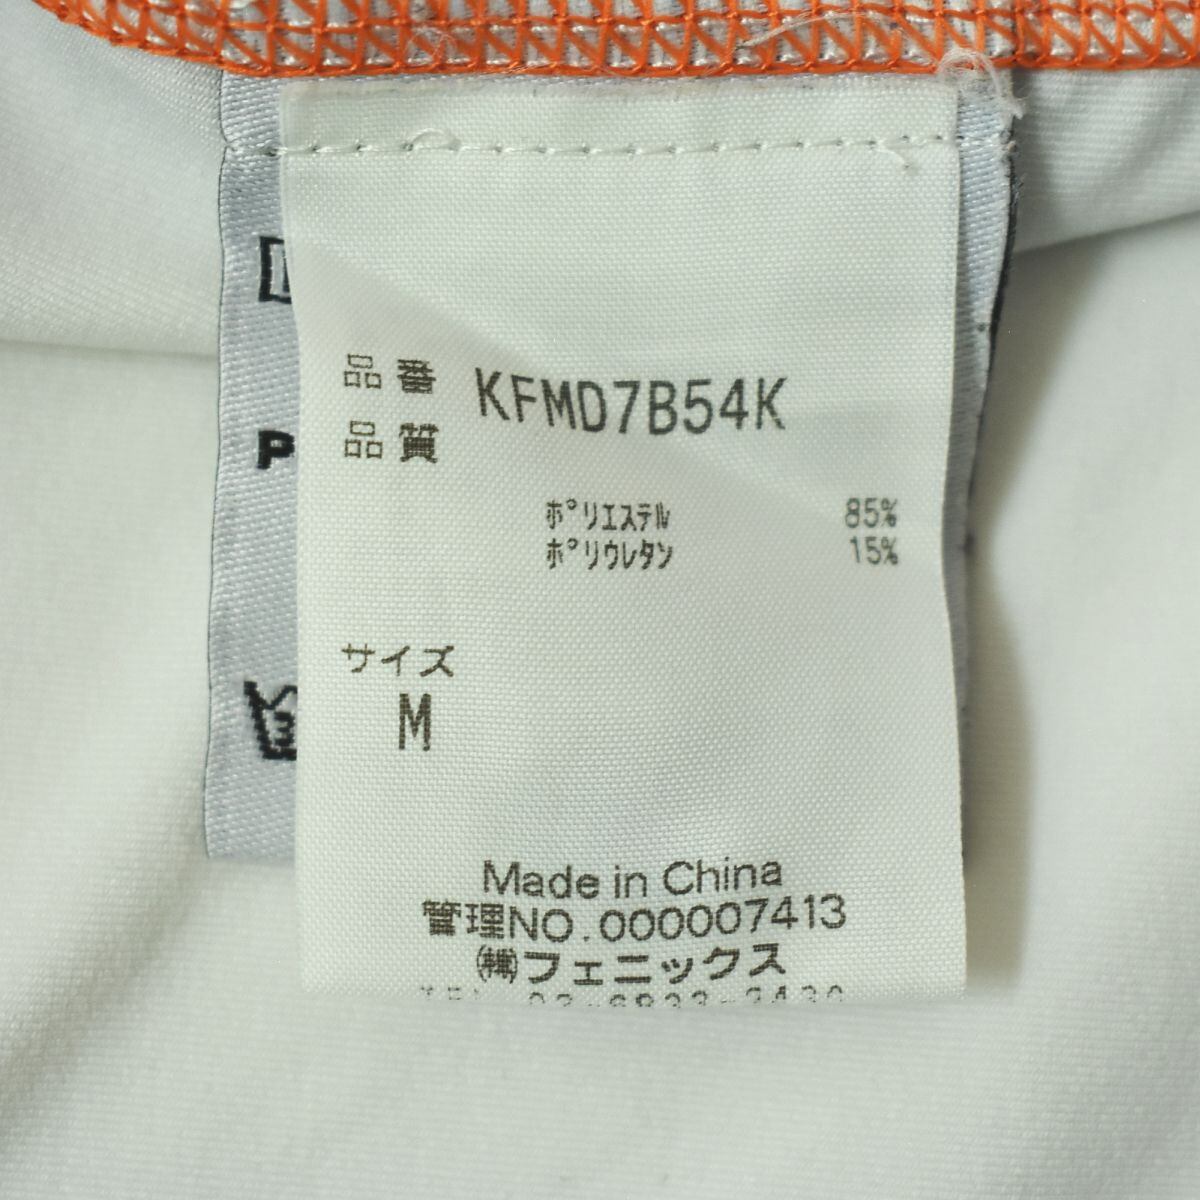 品番 KFMD7B54K
品質
ポリエステル 85%
ポリウレタン 15%
サイズ
M
P
Made in China
管理NO.000007413
㈱フェニックス